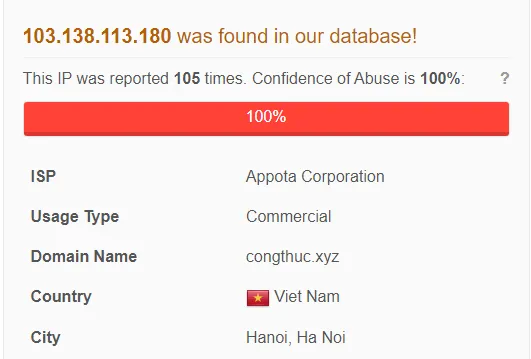 103.138.113.180 was found in our database!
This IP was reported 105 times. Confidence of Abuse is 100%: ?
100%
ISP Appota Corporation
Usage Type Commercial
Domain Name congthuc.xyz
Country Viet Nam
City Hanoi, Ha Noi